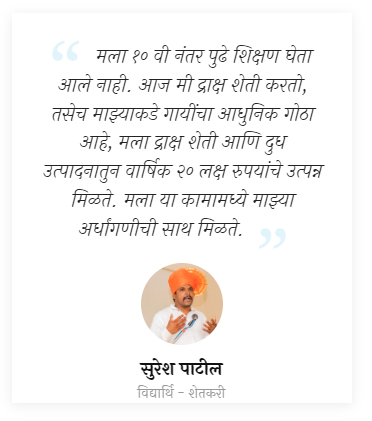 “ मला १० वी नंतर पुढे शिक्षण घेता
आले नाही. आज मी द्राक्ष शेती करतो,
तसेच माझ्याकडे गायींचा आधुनिक गोठा
आहे, मला द्राक्ष शेती आणि दुध
उत्पादनातुन वार्षिक २० लक्ष रुपयांचे उत्पन्न
मिळते. मला या कामामध्ये माझ्या
अर्धांगणीची साथ मिळते. ”
सुरेश पाटील
विद्यार्थि - शेतकरी